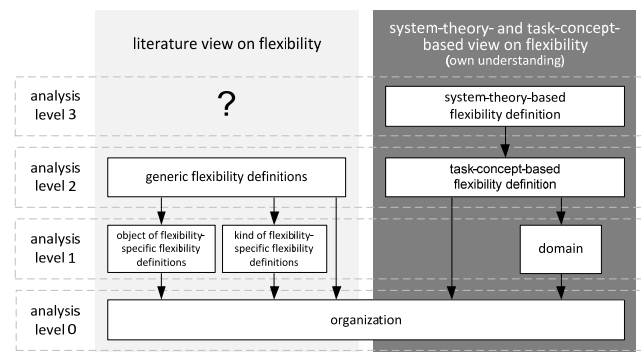 literature view on flexibility
system-theory- and task-concept-
based view on flexibility
(own understanding)
analysis
level 3
?
system-theory-based
flexibility definition
analysis
level 2
generic flexibility definitions
task-concept-based
flexibility definition
analysis
level 1
object of flexibility-
specific flexibility
definitions
kind of flexibility-
specific flexibility
definitions
domain
analysis
level 0
organization